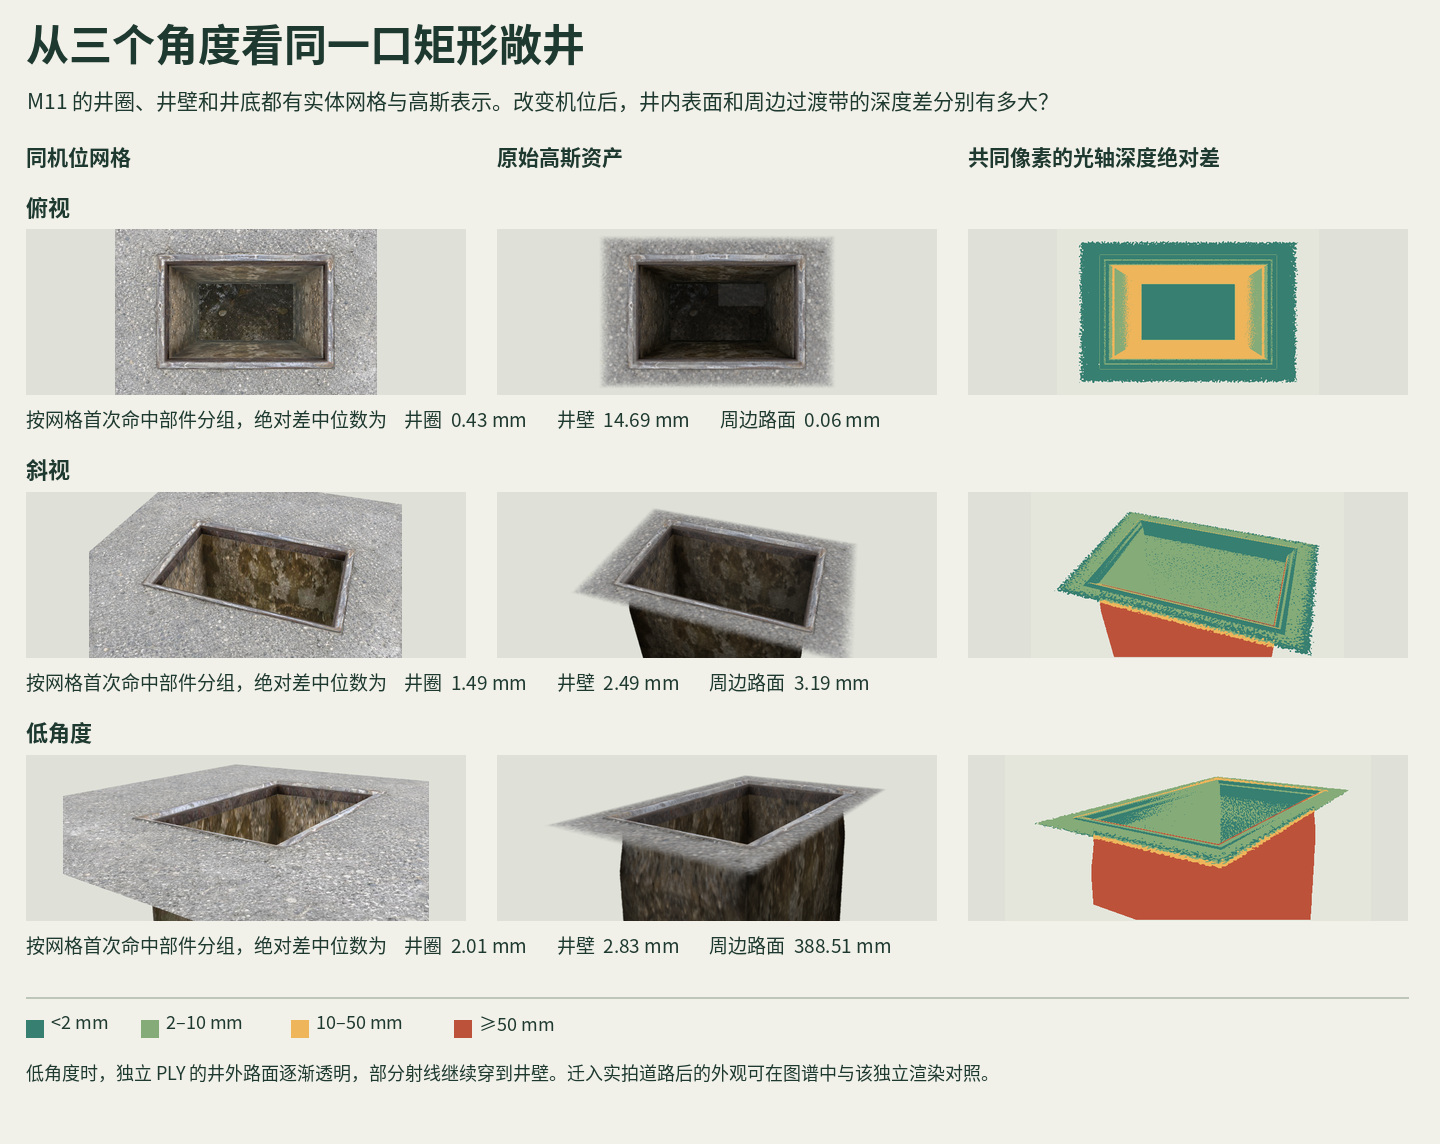 从三个角度看同一口矩形敞井
M11 的井圈、井壁和井底都有实体网格与高斯表示。改变机位后，井内表面和周边过渡带的深度差分别有多大？
同机位网格
原始高斯资产
共同像素的光轴深度绝对差
俯视
按网格首次命中部件分组，绝对差中位数为 井圈 0.43 mm 井壁 14.69 mm 周边路面 0.06 mm
斜视
按网格首次命中部件分组，绝对差中位数为 井圈 1.49 mm 井壁 2.49 mm 周边路面 3.19 mm
低角度
按网格首次命中部件分组，绝对差中位数为 井圈 2.01 mm 井壁 2.83 mm 周边路面 388.51 mm
<2 mm 2–10 mm 10–50 mm ≥50 mm
低角度时，独立 PLY 的井外路面逐渐透明，部分射线继续穿到井壁。迁入实拍道路后的外观可在图谱中与该独立渲染对照。